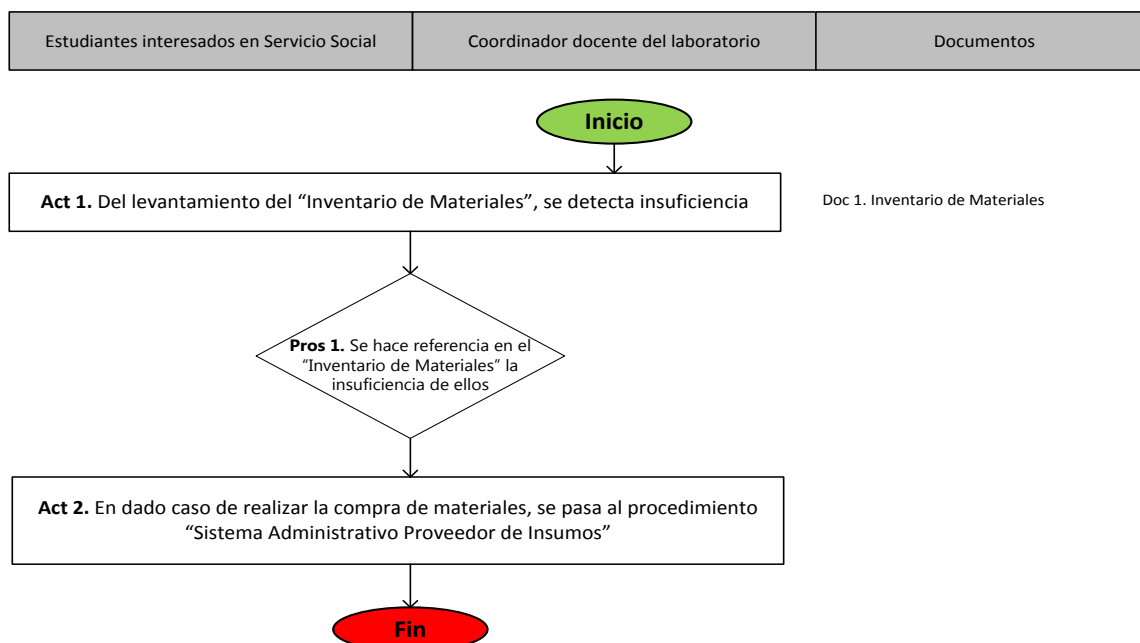 Estudiantes interesados en Servicio Social
Coordinador docente del laboratorio
Documentos
Inicio
Act 1. Del levantamiento del “Inventario de Materiales”, se detecta insuficiencia
Doc 1. Inventario de Materiales
Pros 1. Se hace referencia en el
“Inventario de Materiales” la
insuficiencia de ellos
Act 2. En dado caso de realizar la compra de materiales, se pasa al procedimiento
“Sistema Administrativo Proveedor de Insumos”
Fin